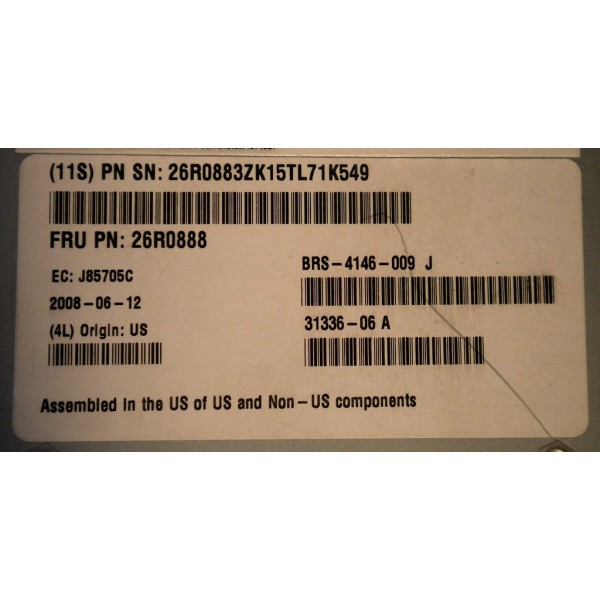 (11S) PN SN: 26R0883ZK15TL71K549
FRU PN: 26R0888
EC: J85705C
2008-06-12
(4L) Origin: US
BRS-4146-009 J
31336-06 A
Assembled in the US of US and Non-US components